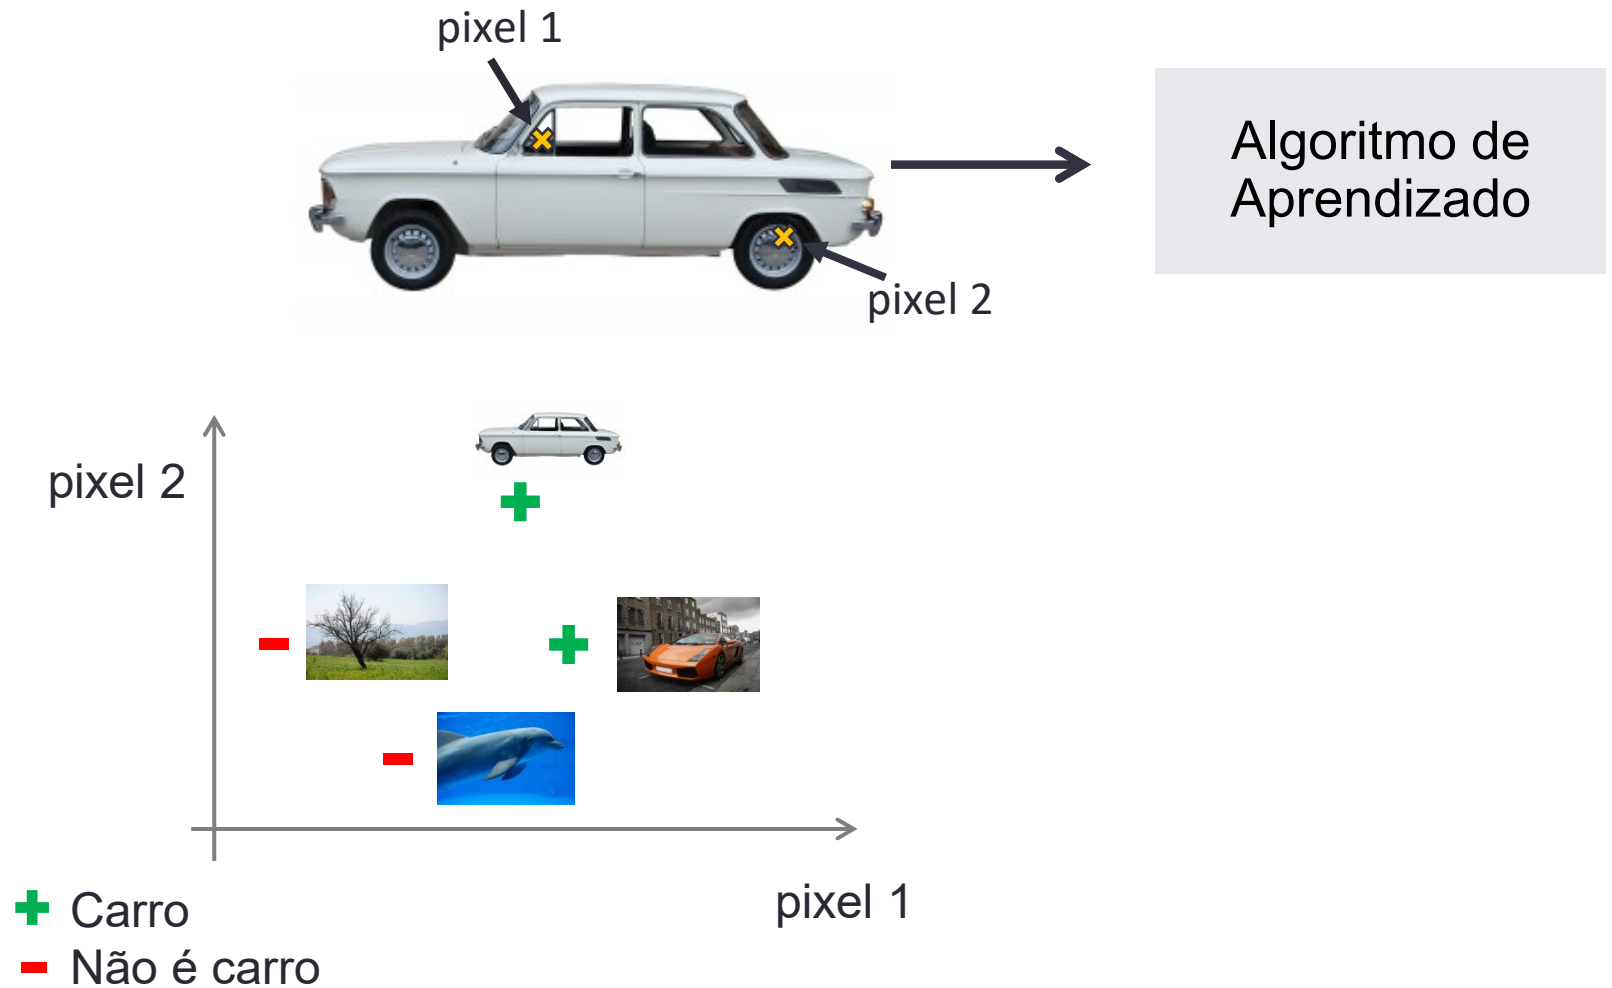 pixel 1
Algoritmo de
Aprendizado
pixel 2
pixel 2
pixel 1
Carro
Não é carro